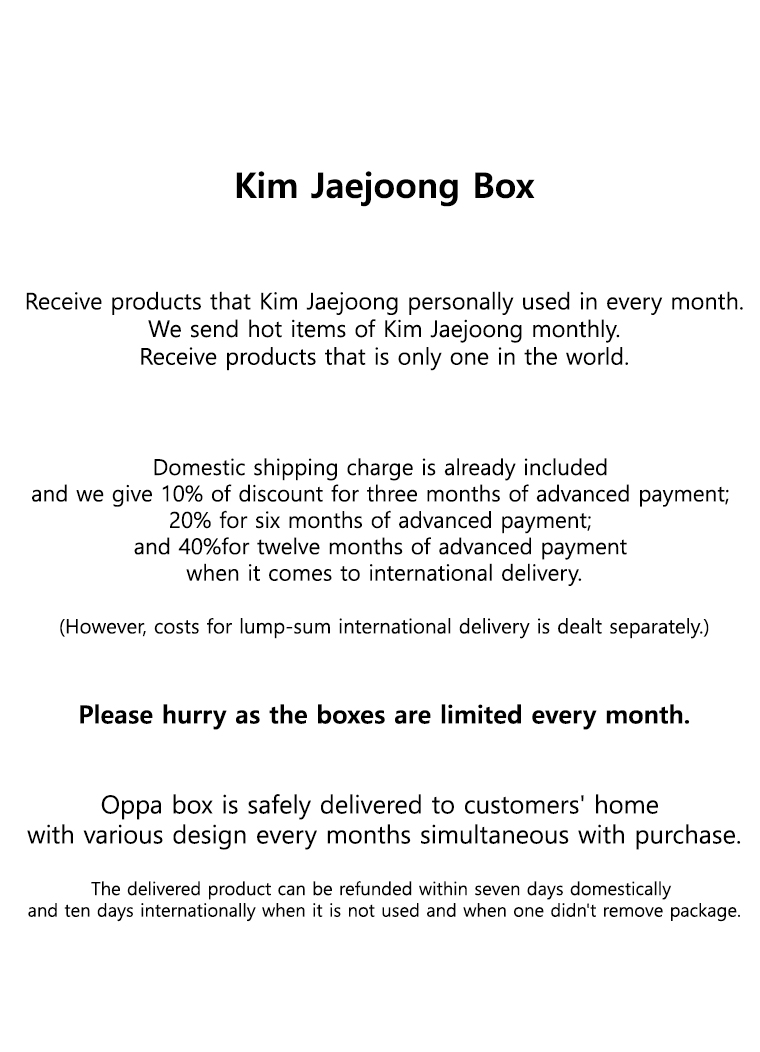 Kim Jaejoong Box
Receive products that Kim Jaejoong personally used in every month.
We send hot items of Kim Jaejoong monthly.
Receive products that is only one in the world.
Domestic shipping charge is already included
and we give 10% of discount for three months of advanced payment;
20% for six months of advanced payment;
and 40%for twelve months of advanced payment
when it comes to international delivery.
(However, costs for lump-sum international delivery is dealt separately.)
Please hurry as the boxes are limited every month.
Oppa box is safely delivered to customers' home
with various design every months simultaneous with purchase.
The delivered product can be refunded within seven days domestically
and ten days internationally when it is not used and when one didn't remove package.